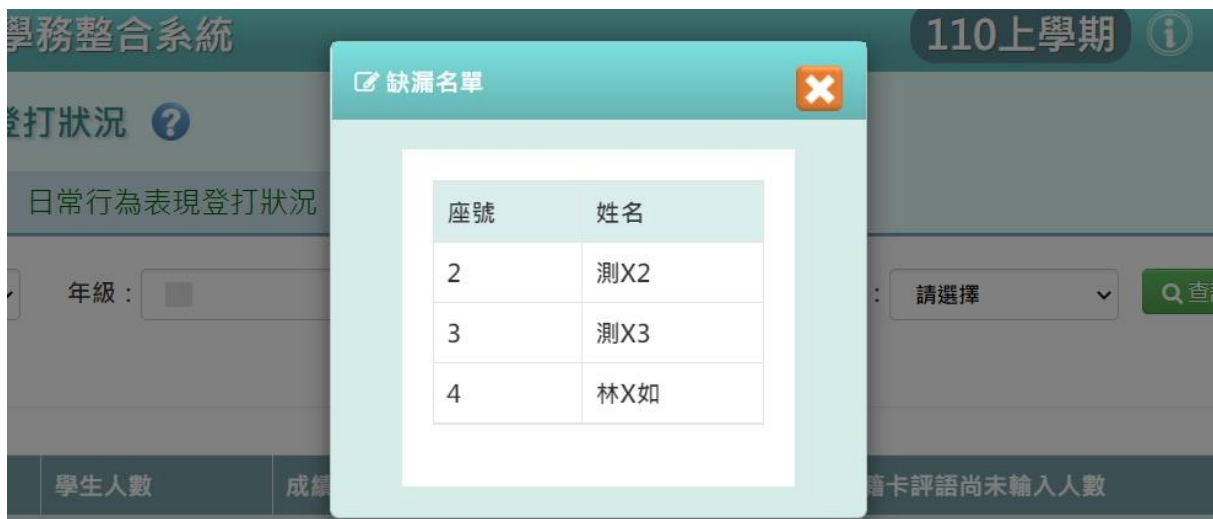 學務整合系統
110上學期
缺漏名單
登打狀況
日常行為表現登打狀況
座號 姓名
2 測X2
3 測X3
4 林X如
年級：
： 請選擇
查
學生人數
成績
籍卡評語尚未輸入人數